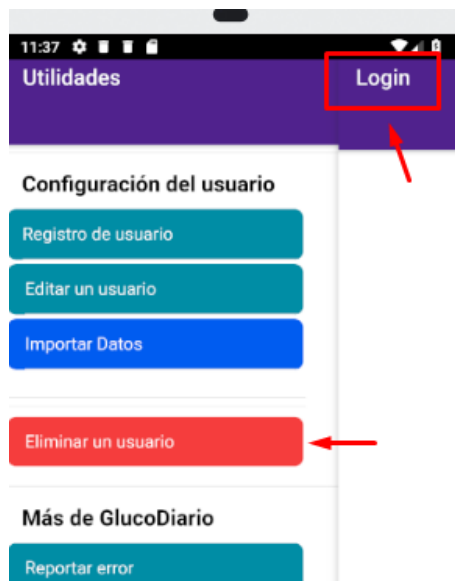 11:37
Utilidades
Login
Configuración del usuario
Registro de usuario
Editar un usuario
Importar Datos
Eliminar un usuario
Más de GlucoDiario
Reportar error